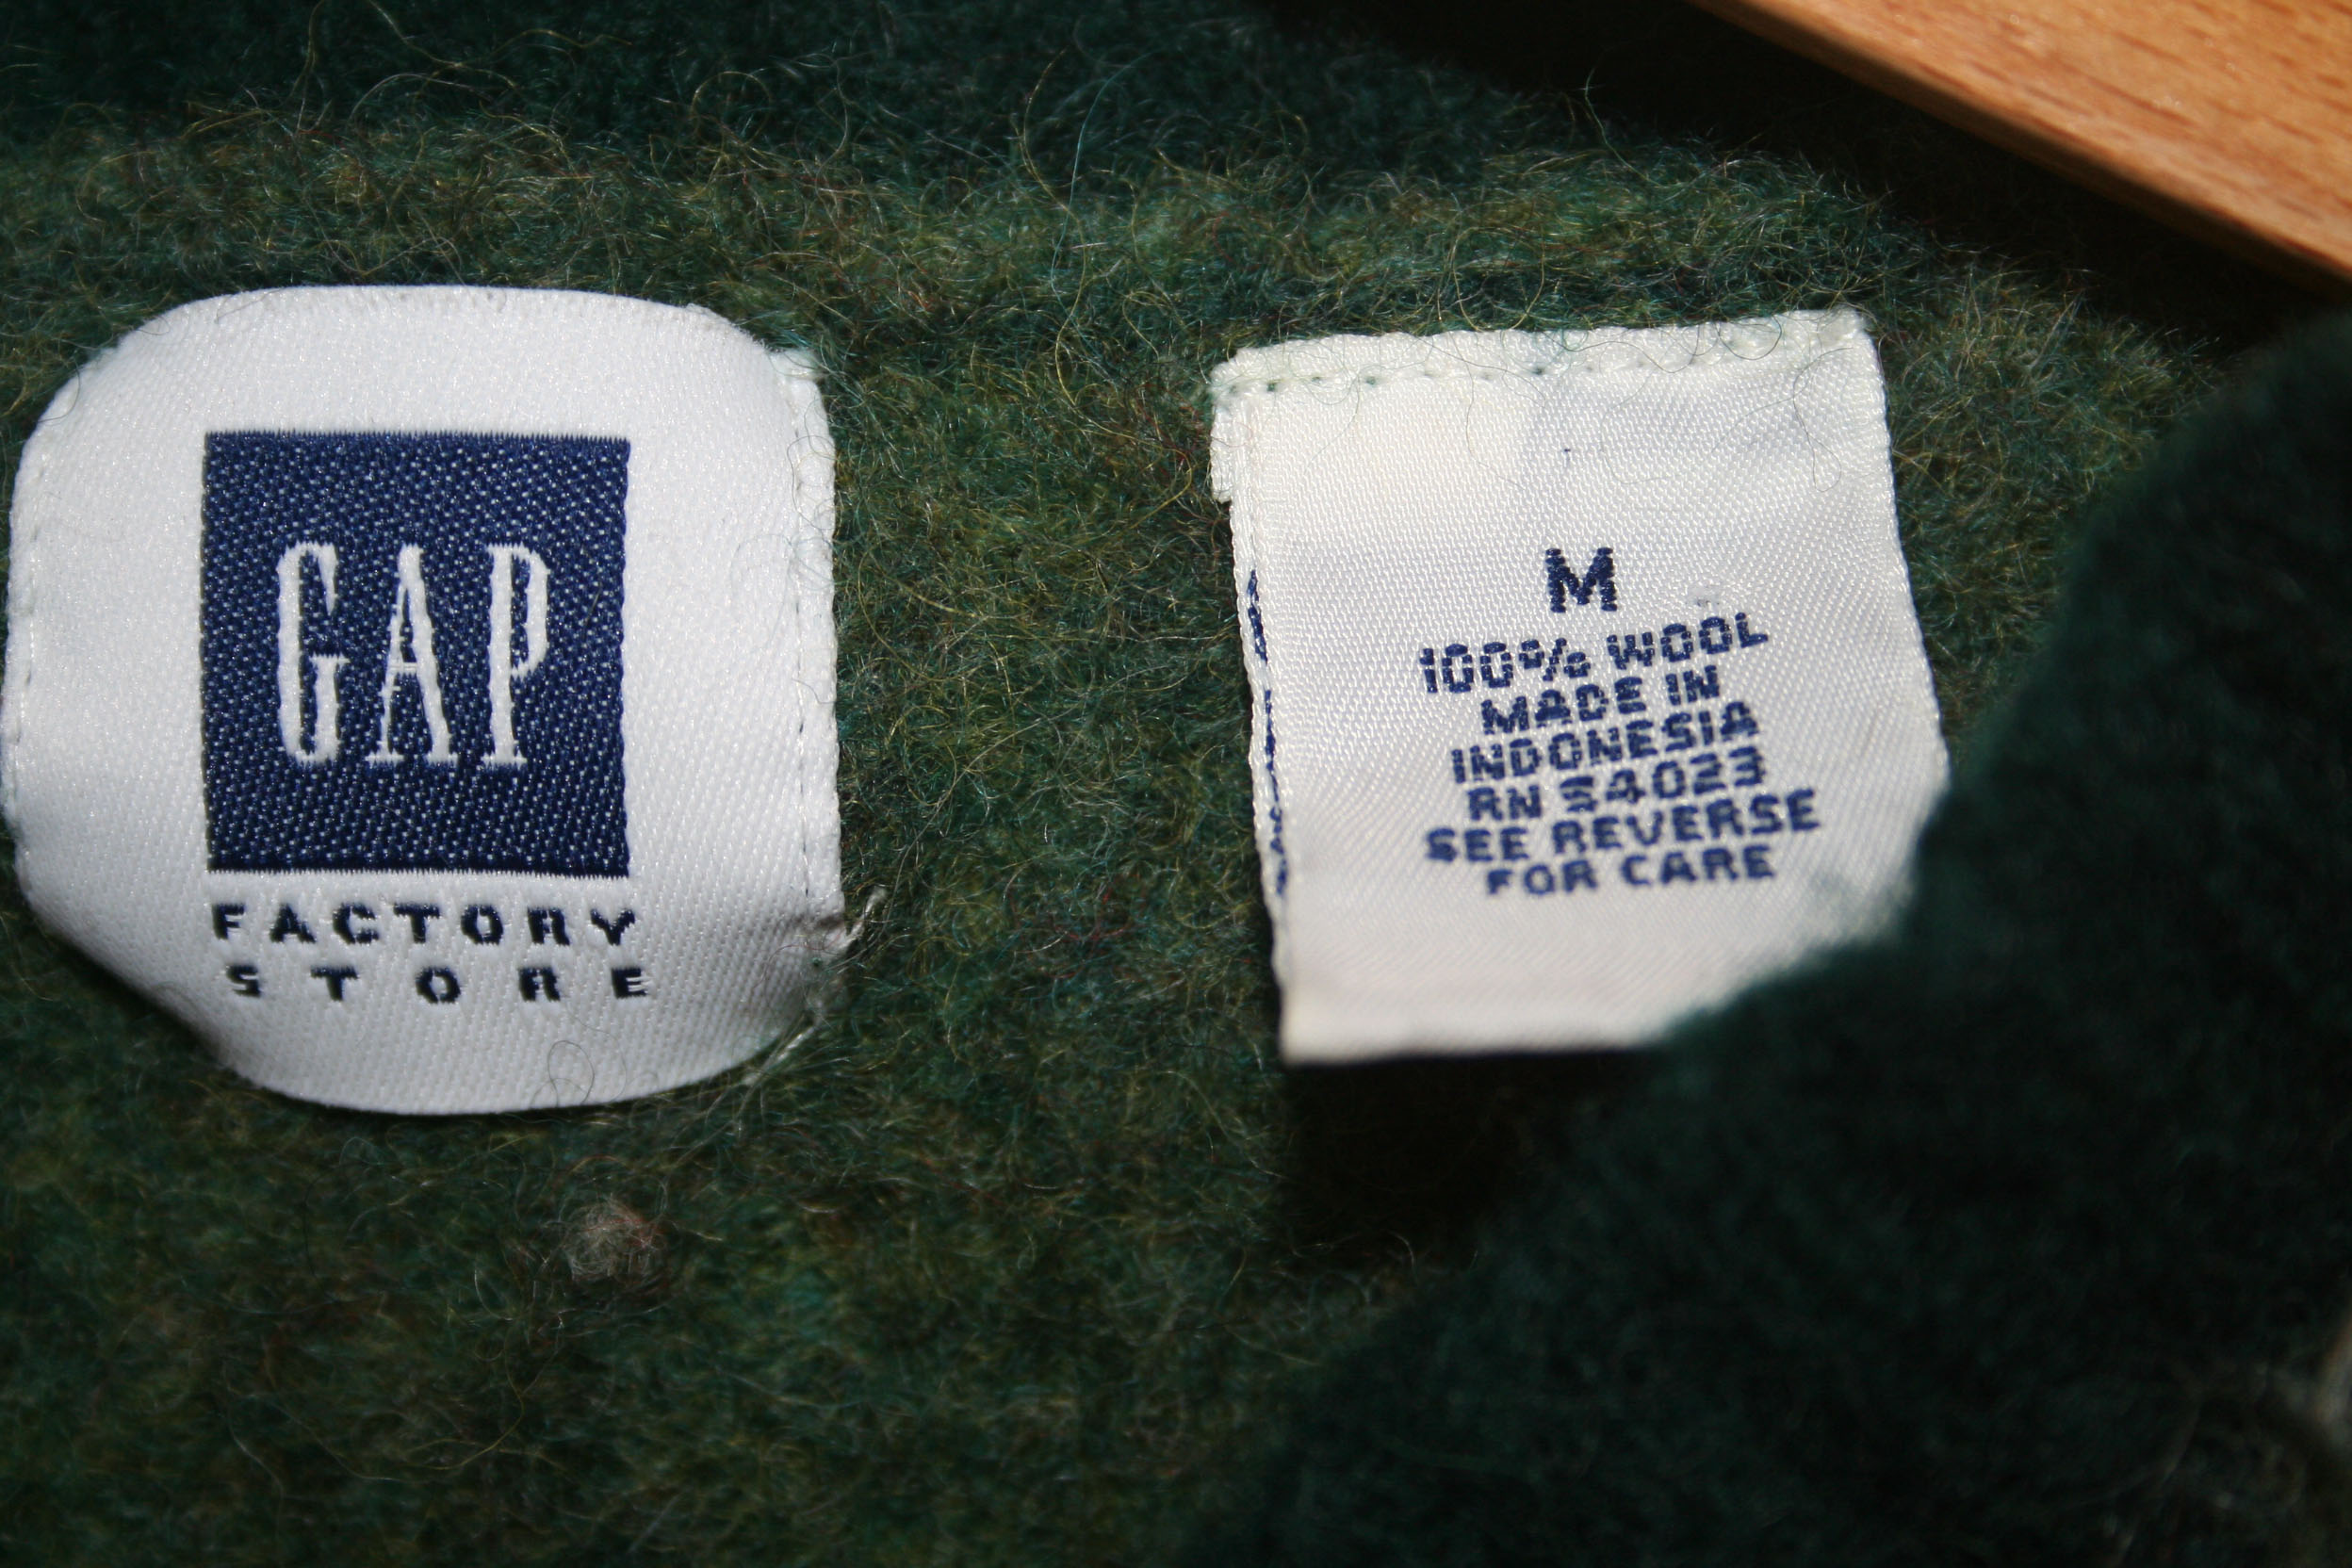 GAP
FACTORY
STORE
M
100% WOOL
MADE IN
INDONESIA
RN 54023
SEE REVERSE
FOR CARE